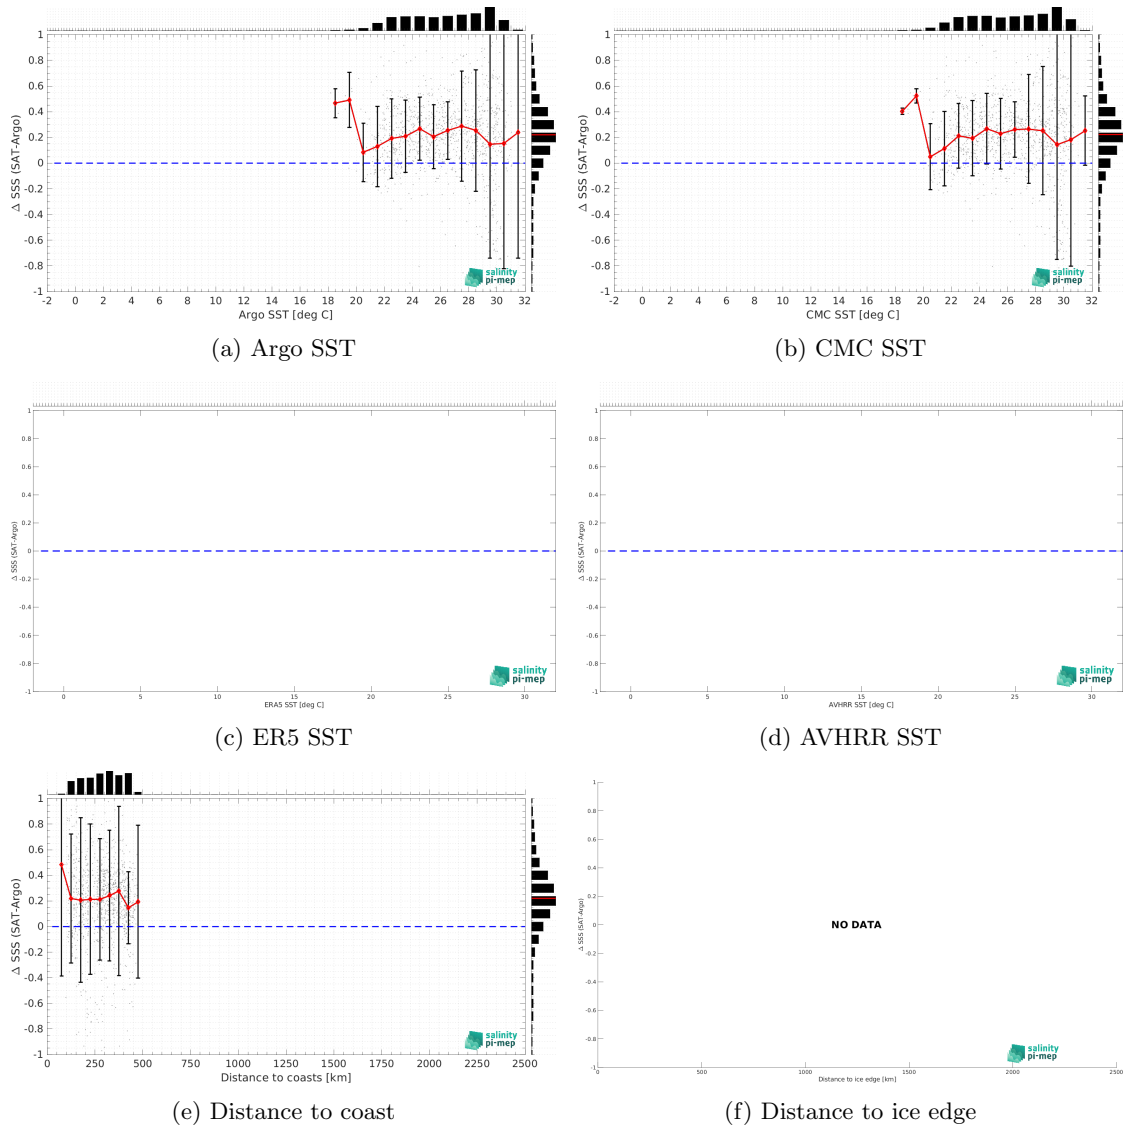 1
0.8
0.6
0.4
0.2
0
-0.2
-0.4
-0.6
-0.8
-1
Δ SSS (SAT-Argo)
salinity
pi-mep
-2 0 2 4 6 8 10 12 14 16 18 20 22 24 26 28 30 32
Argo SST [deg C]
(a) Argo SST
1
0.8
0.6
0.4
0.2
0
-0.2
-0.4
-0.6
-0.8
-1
Δ SSS (SAT-Argo)
salinity
pi-mep
-2 0 2 4 6 8 10 12 14 16 18 20 22 24 26 28 30 32
CMC SST [deg C]
(b) CMC SST
1
0.8
0.6
0.4
0.2
0
-0.2
-0.4
-0.6
-0.8
-1
Δ SSS (SAT-Argo)
salinity
pi-mep
0 5 10 15 20 25 30
ERA5 SST [deg C]
(c) ER5 SST
1
0.8
0.6
0.4
0.2
0
-0.2
-0.4
-0.6
-0.8
-1
Δ SSS (SAT-Argo)
salinity
pi-mep
0 5 10 15 20 25 30
AVHRR SST [deg C]
(d) AVHRR SST
1
0.8
0.6
0.4
0.2
0
-0.2
-0.4
-0.6
-0.8
-1
Δ SSS (SAT-Argo)
salinity
pi-mep
0 250 500 750 1000 1250 1500 1750 2000 2250 2500
Distance to coasts [km]
(e) Distance to coast
1
0.8
0.6
0.4
0.2
0
-0.2
-0.4
-0.6
-0.8
-1
Δ SSS (SAT-Argo)
NO DATA
salinity
pi-mep
0 500 1000 1500 2000 2500
Distance to ice edge [km]
(f) Distance to ice edge